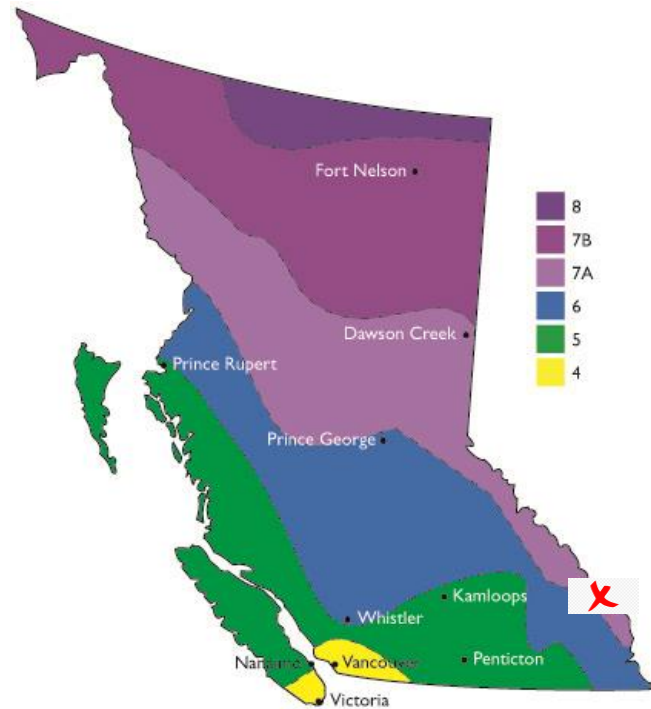 Fort Nelson
8
7B
7A
6
5
4
Dawson Creek
Prince Rupert
Prince George
Kamloops
Whistler
Nanaimo
Vancouver
Penticton
Victoria